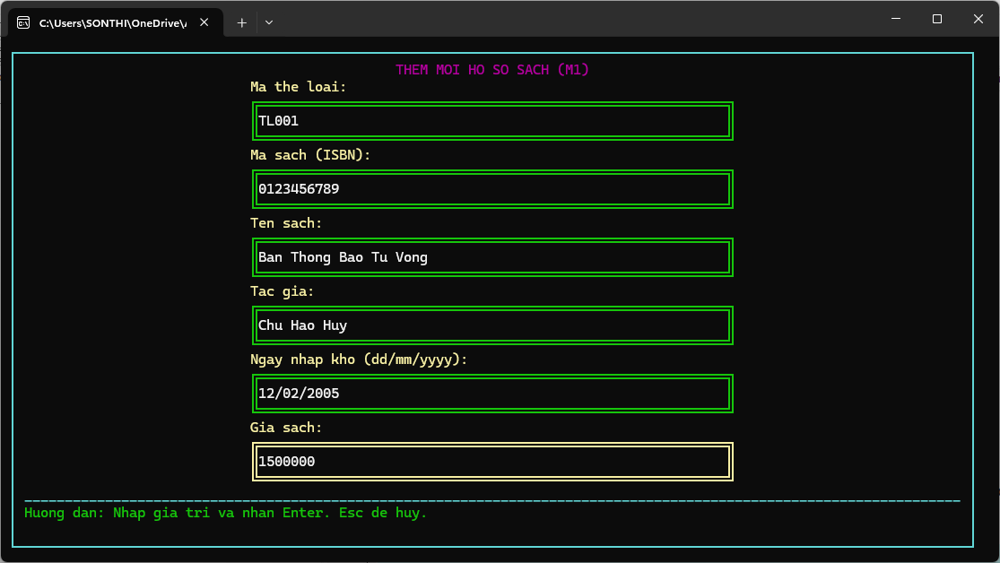 C:\Users\SONTHI\OneDrive\
THEM MOI HO SO SACH (M1)
Ma the loai:
TL001
Ma sach (ISBN):
0123456789
Ten sach:
Ban Thong Bao Tu Vong
Tac gia:
Chu Hao Huy
Ngay nhap kho (dd/mm/yyyy):
12/02/2005
Gia sach:
1500000
Huong dan: Nhap gia tri va nhan Enter. Esc de huy.